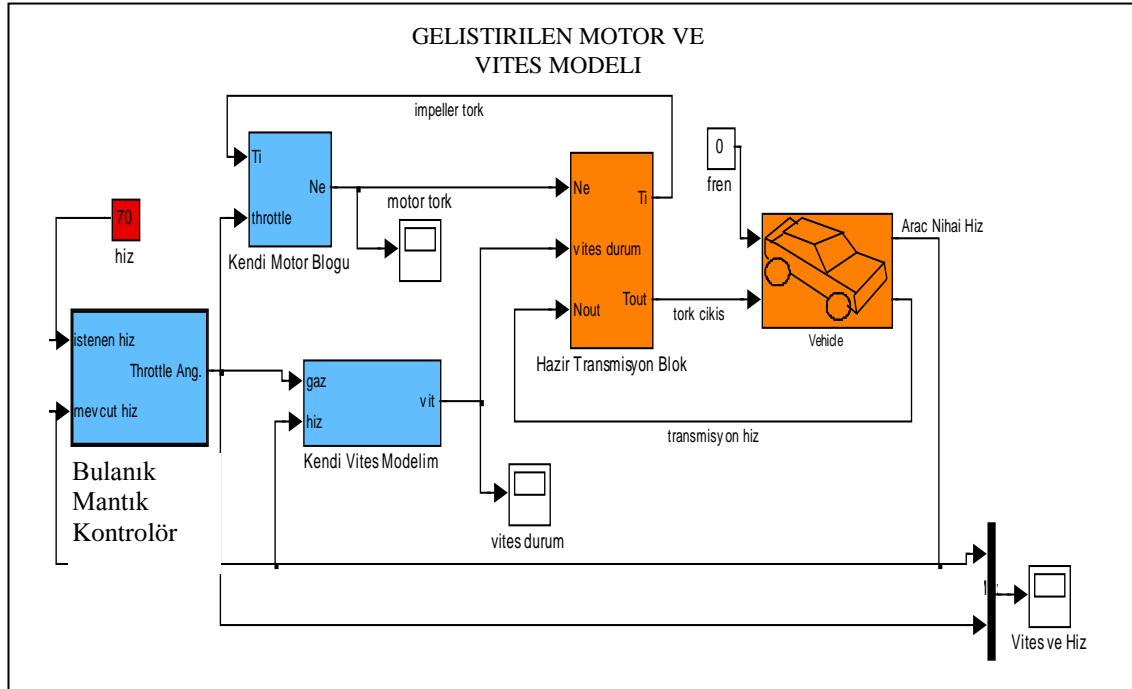 GELISTIRILEN MOTOR VE
VITES MODELI
impeller tork
Ti
Ne
throttle
Kendi Motor Blogu
motor tork
70
hiz
0
fren
Ne
Ti
vites durum
Nout
Tout
Hazir Transmisyon Blok
tork cikis
Arac Nihai Hiz
Vehicle
transmisyon hiz
istenen hiz
Throttle Ang.
mevcut hiz
Bulanık
Mantık
Kontrolör
gaz
vit
hiz
Kendi Vites Modelim
vites durum
Vites ve Hiz